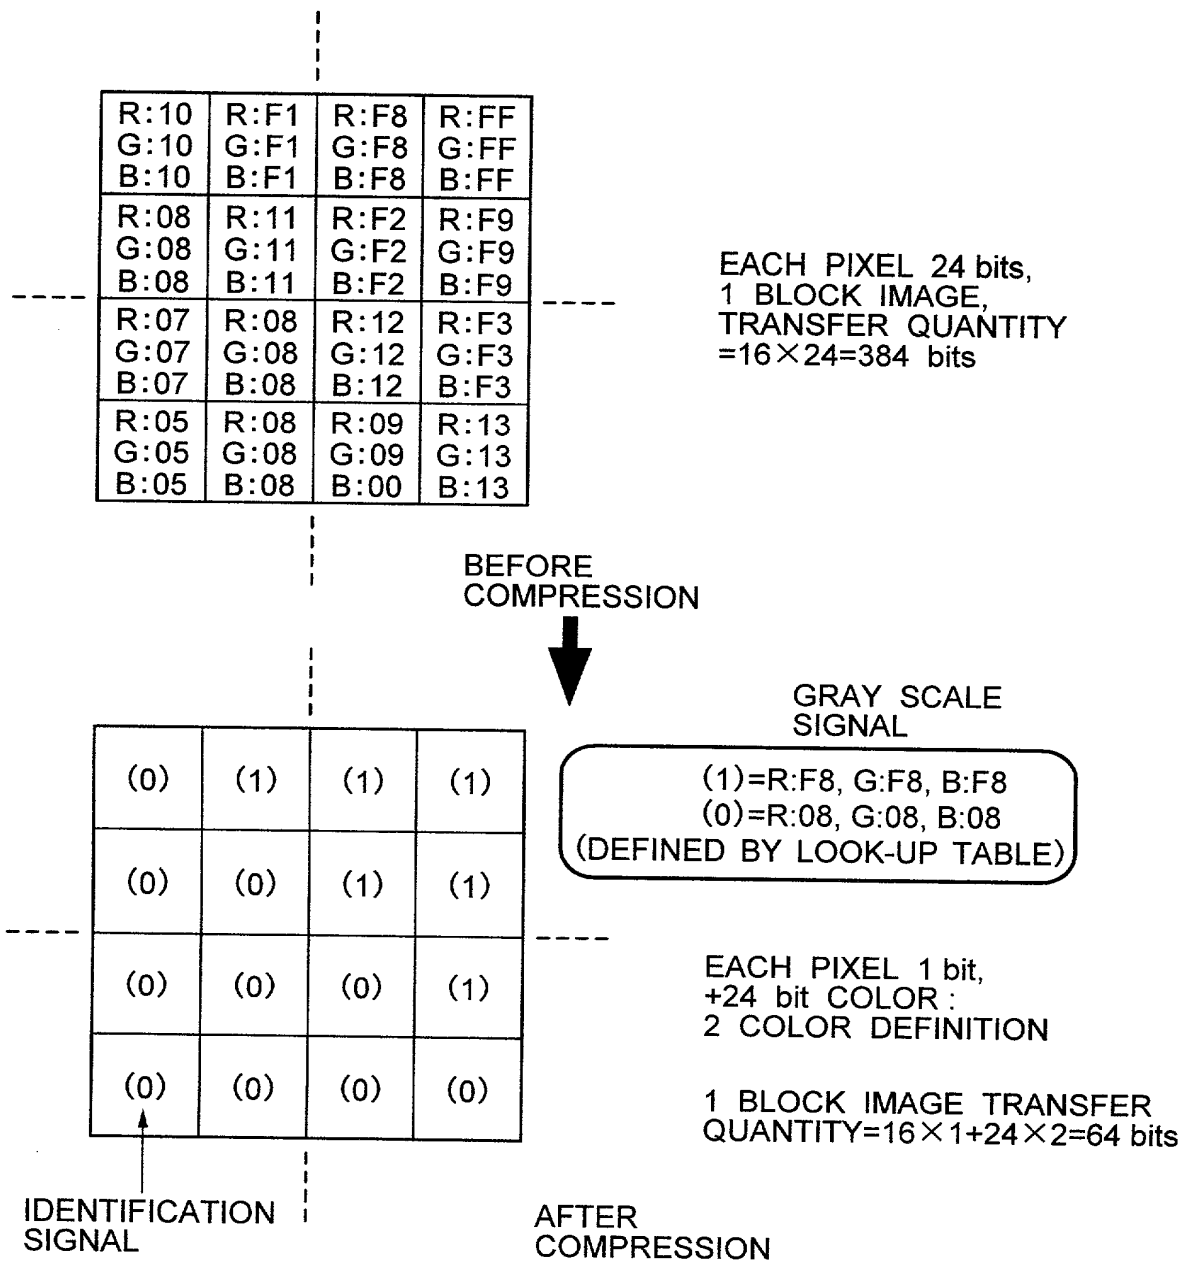 R:10 R:F1 R:F8 R:FF
G:10 G:F1 G:F8 G:FF
B:10 B:F1 B:F8 B:FF
R:08 R:11 R:F2 R:F9
G:08 G:11 G:F2 G:F9
B:08 B:11 B:F2 B:F9
R:07 R:08 R:12 R:F3
G:07 G:08 G:12 G:F3
B:07 B:08 B:12 B:F3
R:05 R:08 R:09 R:13
G:05 G:08 G:09 G:13
B:05 B:08 B:00 B:13
EACH PIXEL 24 bits,
1 BLOCK IMAGE,
TRANSFER QUANTITY
=16×24=384 bits
BEFORE
COMPRESSION
GRAY SCALE
SIGNAL
(1)=R:F8, G:F8, B:F8
(0)=R:08, G:08, B:08
(DEFINED BY LOOK-UP TABLE)
(0) (1) (1) (1)
(0) (0) (1) (1)
(0) (0) (0) (1)
(0) (0) (0) (0)
EACH PIXEL 1 bit,
+24 bit COLOR :
2 COLOR DEFINITION
1 BLOCK IMAGE TRANSFER
QUANTITY=16×1+24×2=64 bits
IDENTIFICATION
SIGNAL
AFTER
COMPRESSION